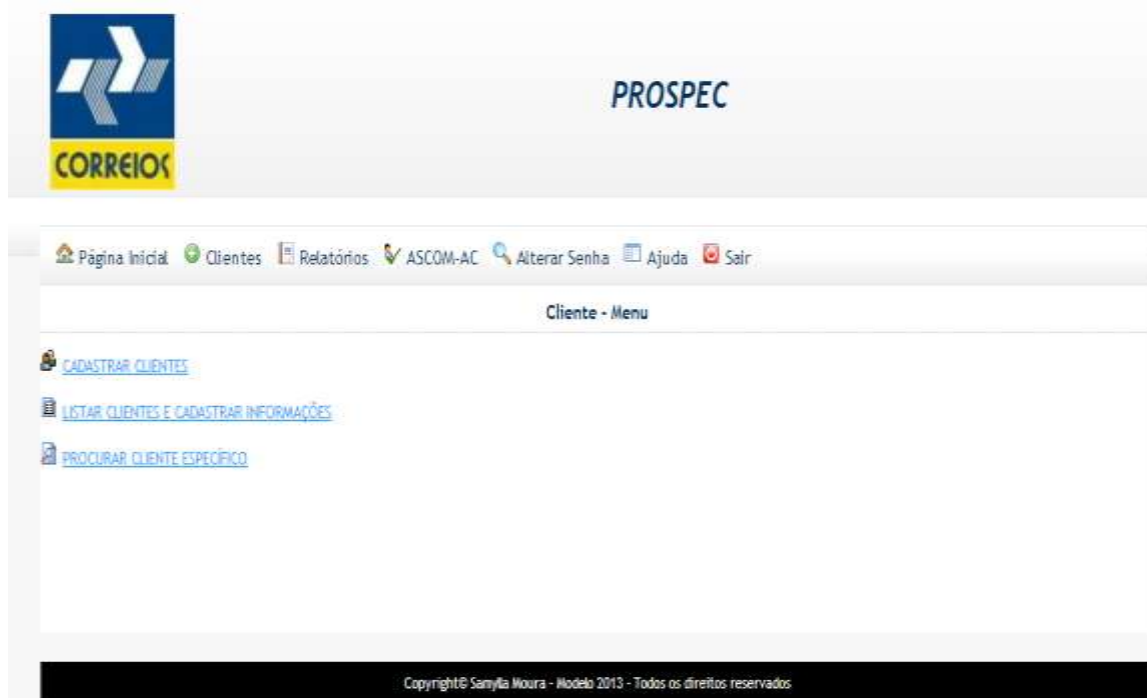 CORREIOS
PROSPEC
Página Inicial Clientes Relatórios ASCOM-AC Alterar Senha Ajuda Sair
Cliente - Menu
CADASTRAR CLIENTES
LISTAR CLIENTES E CADASTRAR INFORMAÇÕES
PROCURAR CLIENTE ESPECÍFICO
Copyright© Samylla Moura - Modelo 2013 - Todos os direitos reservados